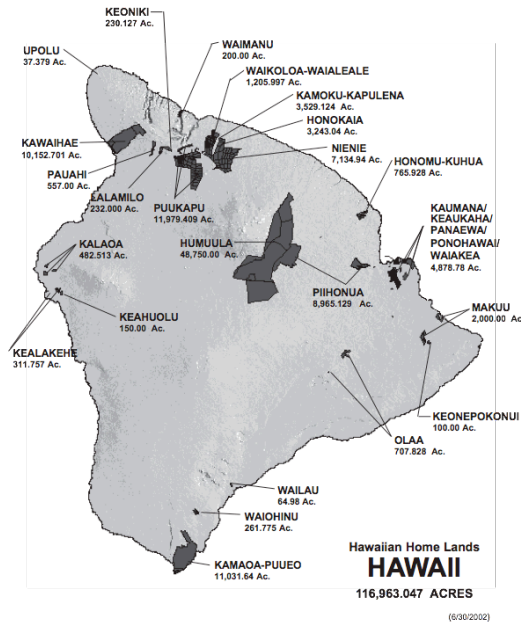 KEONIKI
230.127 Ac.
UPOLU
37.379 Ac.
WAIMANU
200.00 Ac.
WAIKOLOA-WAIALEALE
1,205.997 Ac.
KAMOKU-KAPULENA
3,529.124 Ac.
HONOKAIA
3,243.04 Ac.
NIENIE
7,134.94 Ac.
KAWAIHAE
10,152.701 Ac.
PAUAHI
557.00 Ac.
LALAMILO
232.000 Ac.
PUUKAPU
11,979.409 Ac.
HONOMU-KUHUA
765.928 Ac.
KAUMANA/
KEAUKAHA/
PANAEWA/
PONOHAWAI/
WAIAKEA
4,878.78 Ac.
HUMUULA
48,750.00 Ac.
KALAOA
482.513 Ac.
PIIHONUA
8,965.129 Ac.
KEAHUOLU
150.00 Ac.
MAKUU
2,000.00 Ac.
KEALAKEHE
311.757 Ac.
KEONEPOKONUI
100.00 Ac.
OLAA
707.828 Ac.
WAILAU
64.98 Ac.
WAIOHINU
261.775 Ac.
KAMAOA-PUUEO
11,031.64 Ac.
Hawaiian Home Lands
HAWAII
116,963.047 ACRES
(6/30/2002)